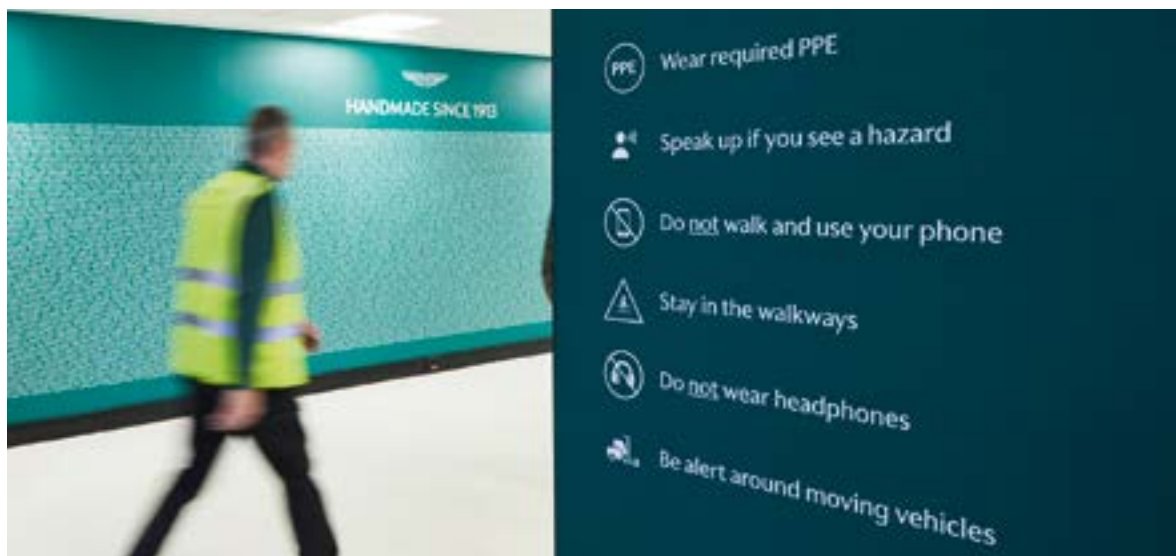 HANDMADE SINCE 1913
PPE Wear required PPE
Speak up if you see a hazard
Do not walk and use your phone
Stay in the walkways
Do not wear headphones
Be alert around moving vehicles